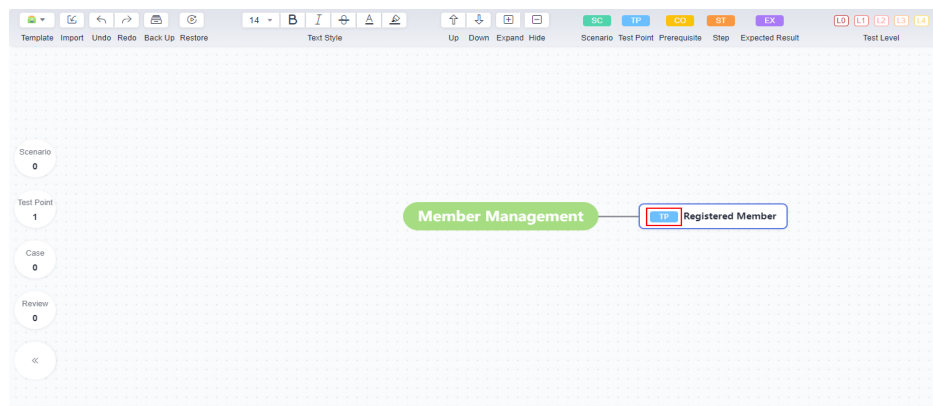 14 B I A SC TP CO ST EX L0 L1 L2 L3 L4
Template Import Undo Redo Back Up Restore Text Style Up Down Expand Hide Scenario Test Point Prerequisite Step Expected Result Test Level
Scenario
0
Test Point
1
Member Management
TP Registered Member
Case
0
Review
0